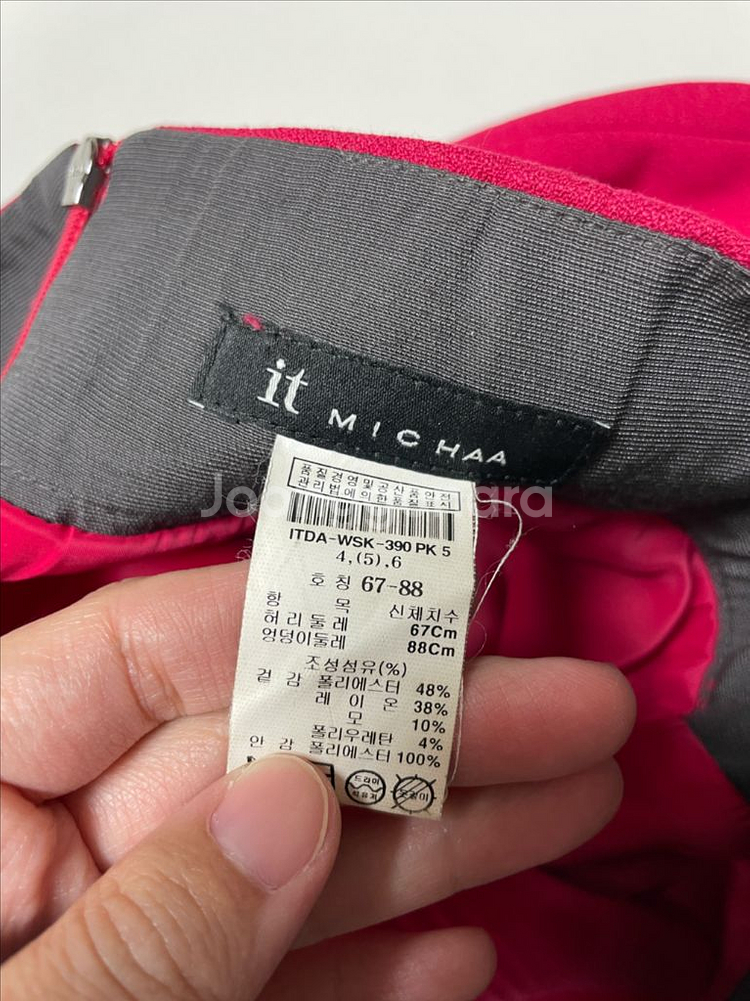 it MICHAA
품질경영및공산품안전
관리법에의한품질표시
ITDA-WSK-390 PK 5
4,(5),6
호칭 67-88
항 목 신체치수
허리둘레 67Cm
엉덩이둘레 88Cm
조성섬유(%)
겉감 폴리에스터 48%
레이온 38%
모 10%
폴리우레탄 4%
안감 폴리에스터 100%
드라이